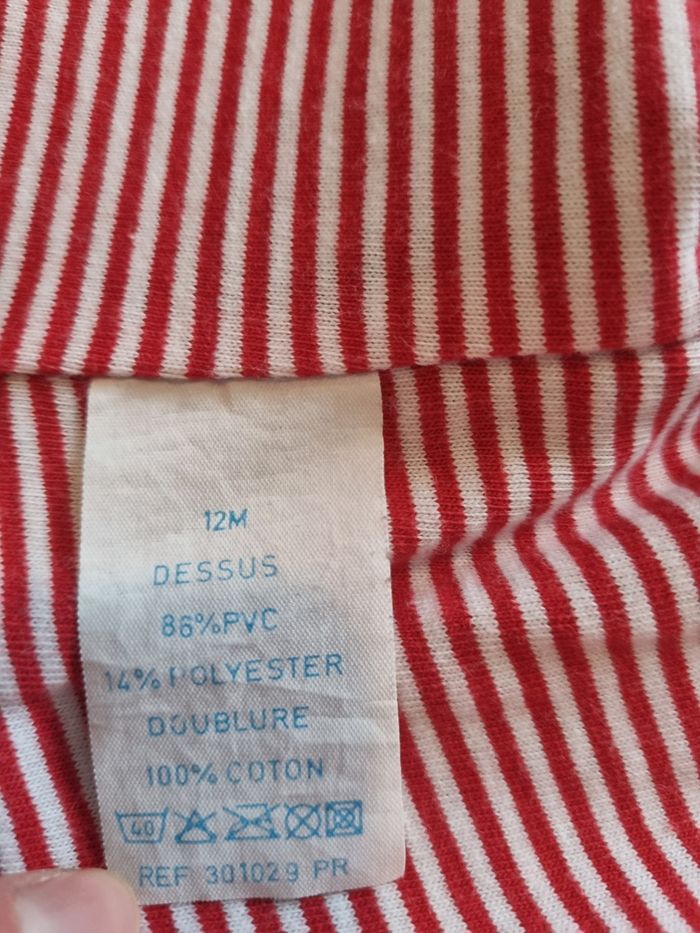 12M
DESSUS
86%PVC
14% POLYESTER
DOUBLURE
100% COTON
40
REF 301029 PR